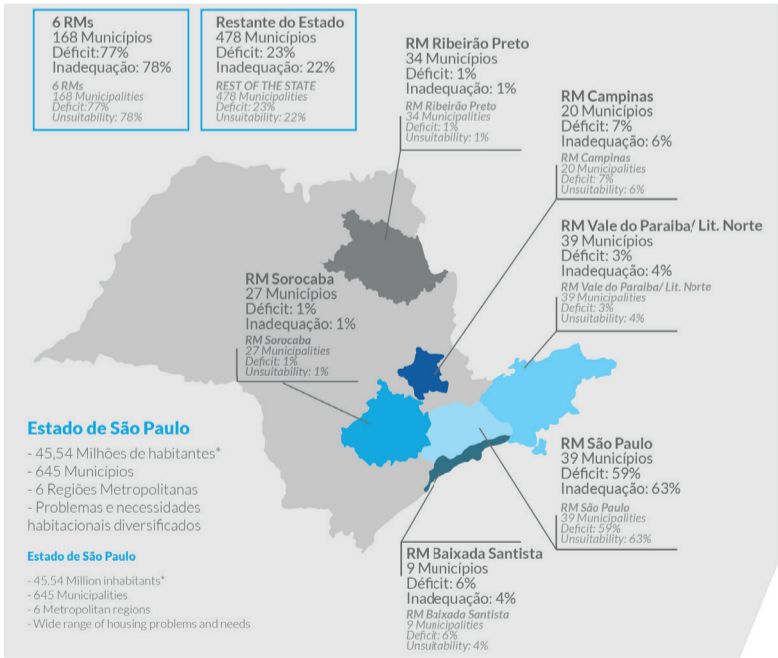 6 RMs
168 Municípios
Déficit:77%
Inadequação: 78%
6 RMs
168 Municipalities
Deficit:77%
Unsuitability: 78%
Restante do Estado
478 Municípios
Déficit: 23%
Inadequação: 22%
REST OF THE STATE
478 Municipalities
Deficit: 23%
Unsuitability: 22%
RM Ribeirão Preto
34 Municípios
Déficit: 1%
Inadequação: 1%
RM Ribeirão Preto
34 Municipalities
Deficit: 1%
Unsuitability: 1%
RM Campinas
20 Municípios
Déficit: 7%
Inadequação: 6%
RM Campinas
20 Municipalities
Deficit: 7%
Unsuitability: 6%
RM Vale do Paraiba/ Lit. Norte
39 Municípios
Déficit: 3%
Inadequação: 4%
RM Vale do Paraiba/ Lit. Norte
39 Municipalities
Deficit: 3%
Unsuitability: 4%
RM Sorocaba
27 Municípios
Déficit: 1%
Inadequação: 1%
RM Sorocaba
27 Municipalities
Deficit: 1%
Unsuitability: 1%
Estado de São Paulo
- 45,54 Milhões de habitantes*
- 645 Municípios
- 6 Regiões Metropolitanas
- Problemas e necessidades
habitacionais diversificados
Estado de São Paulo
- 45.54 Million inhabitants*
- 645 Municipalities
- 6 Metropolitan regions
- Wide range of housing problems and needs
RM São Paulo
39 Municípios
Déficit: 59%
Inadequação: 63%
RM São Paulo
39 Municipalities
Deficit: 59%
Unsuitability: 63%
RM Baixada Santista
9 Municípios
Déficit: 6%
Inadequação: 4%
RM Baixada Santista
9 Municipalities
Deficit: 6%
Unsuitability: 4%